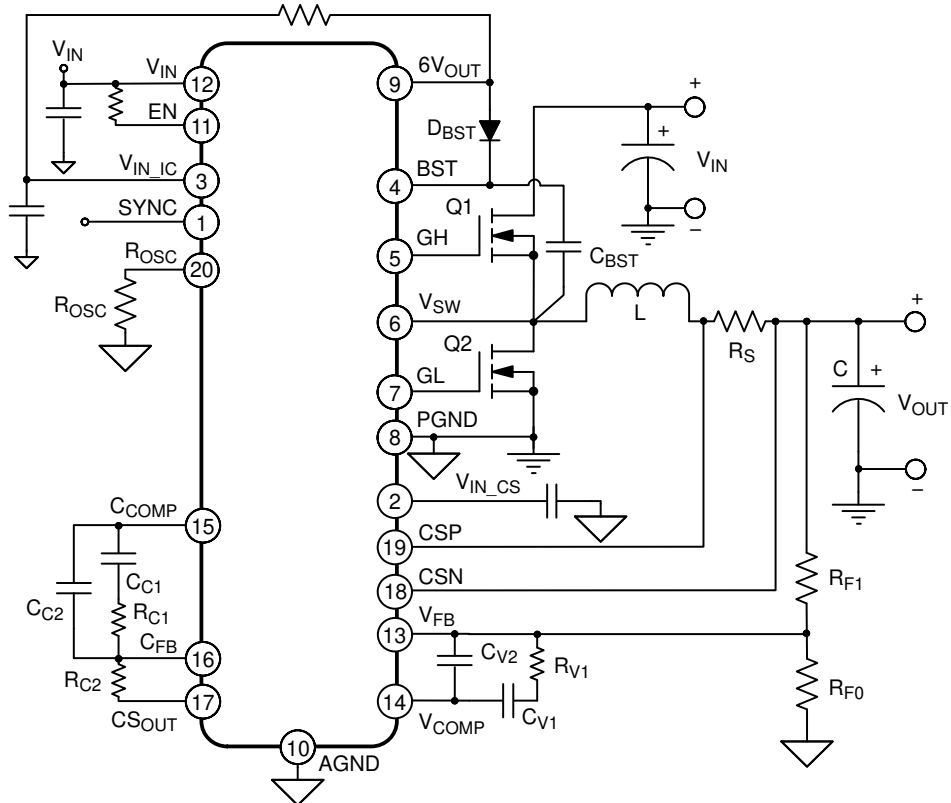 V_IN
V_IN
12
EN
11
V_IN_IC
3
SYNC
1
R_OSC
20
R_OSC
C_COMP
15
C_C1
C_C2
R_C1
C_FB
16
R_C2
17
CS_OUT
10
AGND
6V_OUT
9
D_BST
BST
4
Q1
GH
5
C_BST
+
V_IN
+
−
V_SW
6
L
R_S
Q2
GL
7
PGND
8
+
C
+
V_OUT
−
V_IN_CS
2
CSP
19
CSN
18
V_FB
13
R_F1
C_V2
R_V1
14
V_COMP
C_V1
R_F0